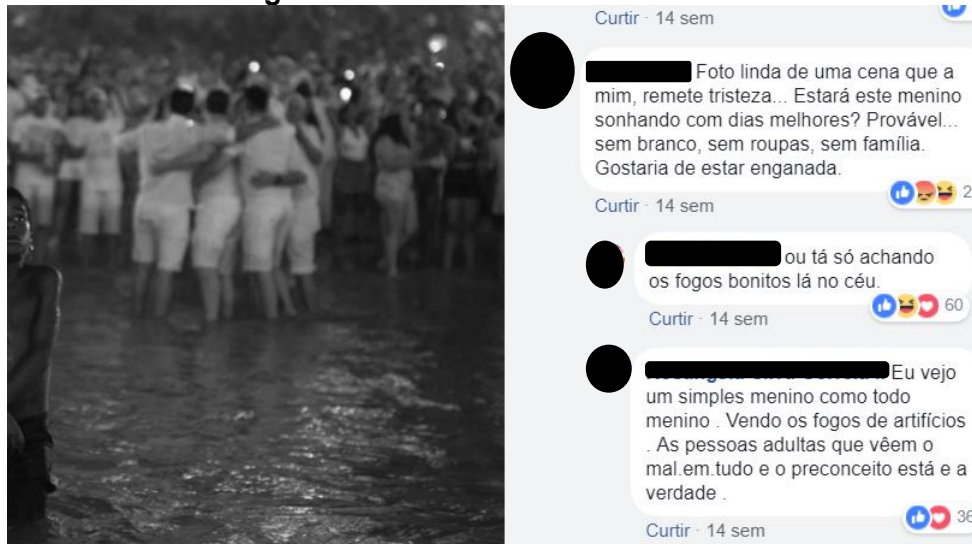 Curtir · 14 sem
Foto linda de uma cena que a
mim, remete tristeza... Estará este menino
sonhando com dias melhores? Provável...
sem branco, sem roupas, sem família.
Gostaria de estar enganada.
2
Curtir · 14 sem
ou tá só achando
os fogos bonitos lá no céu.
60
Curtir · 14 sem
Eu vejo
um simples menino como todo
menino . Vendo os fogos de artifícios
. As pessoas adultas que vêem o
mal.em.tudo e o preconceito está e a
verdade .
36
Curtir · 14 sem